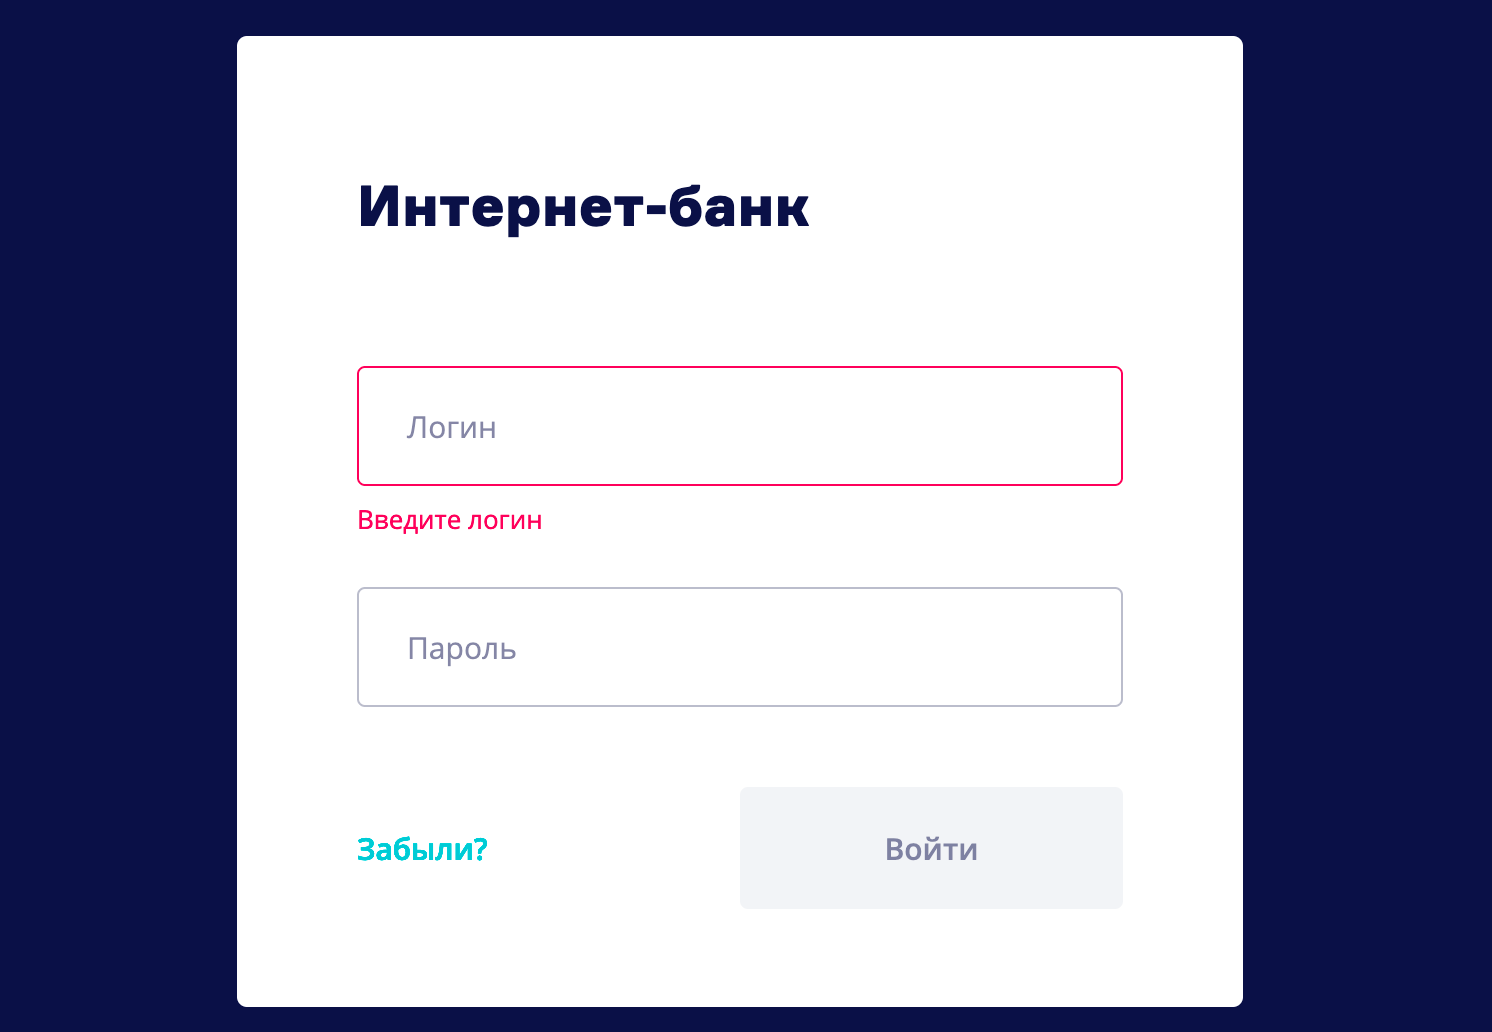 Интернет-банк
Логин
Введите логин
Пароль
Забыли?
Войти